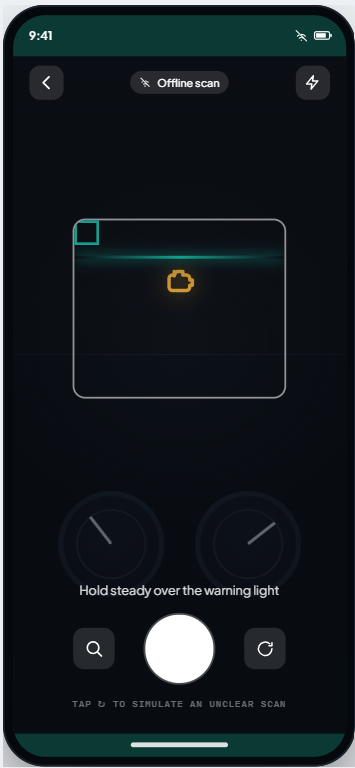 9:41
Offline scan
Hold steady over the warning light
TAP ↻ TO SIMULATE AN UNCLEAR SCAN